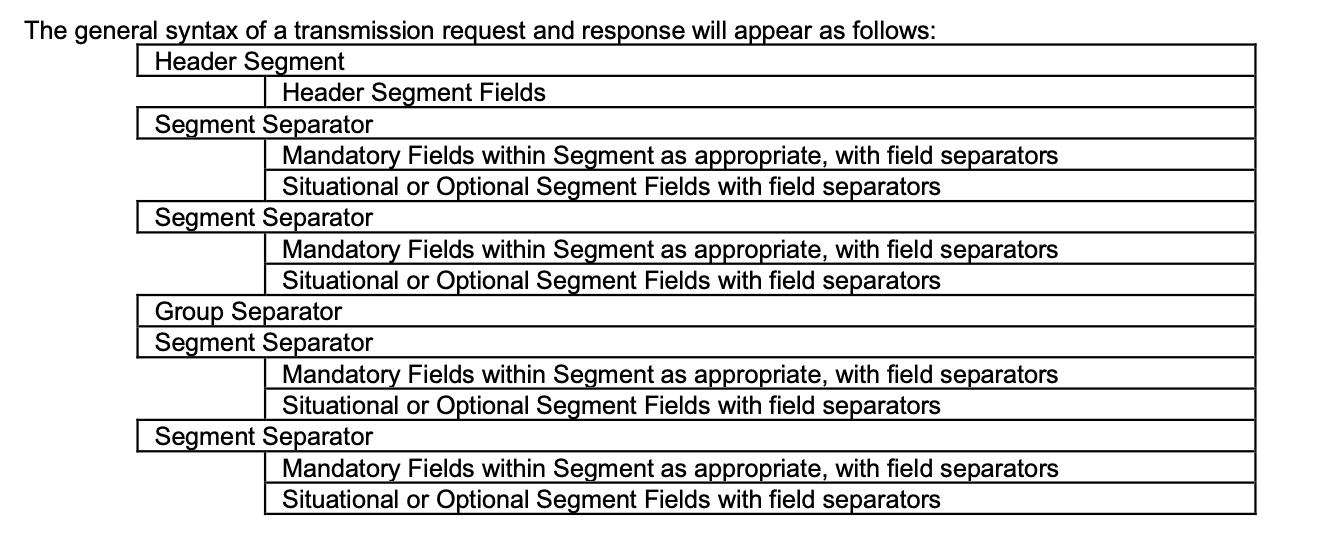 The general syntax of a transmission request and response will appear as follows:
Header Segment
Header Segment Fields
Segment Separator
Mandatory Fields within Segment as appropriate, with field separators
Situational or Optional Segment Fields with field separators
Segment Separator
Mandatory Fields within Segment as appropriate, with field separators
Situational or Optional Segment Fields with field separators
Group Separator
Segment Separator
Mandatory Fields within Segment as appropriate, with field separators
Situational or Optional Segment Fields with field separators
Segment Separator
Mandatory Fields within Segment as appropriate, with field separators
Situational or Optional Segment Fields with field separators